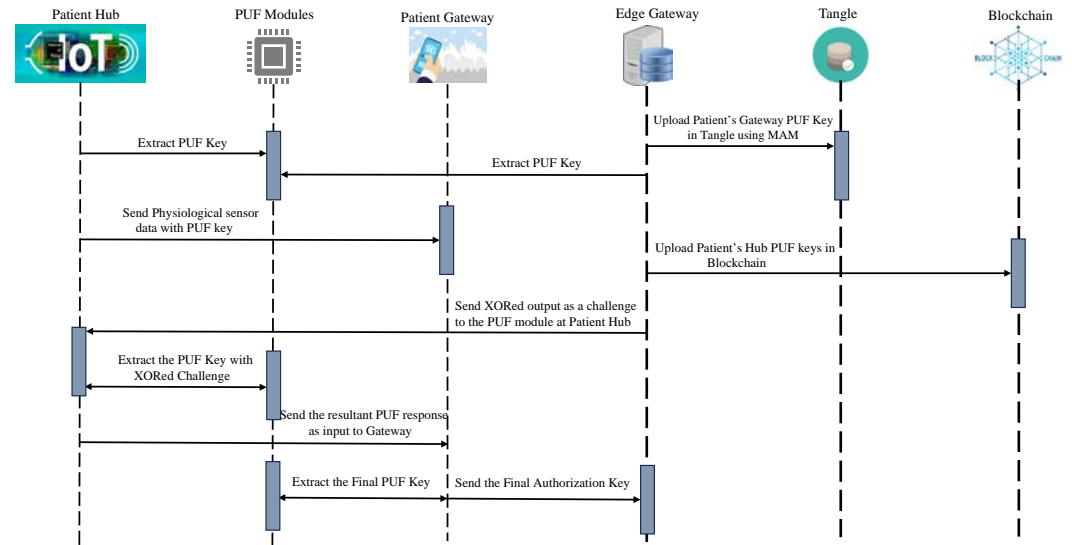 Patient Hub
PUF Modules
Patient Gateway
Edge Gateway
Tangle
Blockchain
IoT
BLOCK
CHAIN
Upload Patient's Gateway PUF Key
in Tangle using MAM
Extract PUF Key
Extract PUF Key
Send Physiological sensor
data with PUF key
Upload Patient's Hub PUF keys in
Blockchain
Send XORed output as a challenge
to the PUF module at Patient Hub
Extract the PUF Key with
XORed Challenge
Send the resultant PUF response
as input to Gateway
Extract the Final PUF Key
Send the Final Authorization Key